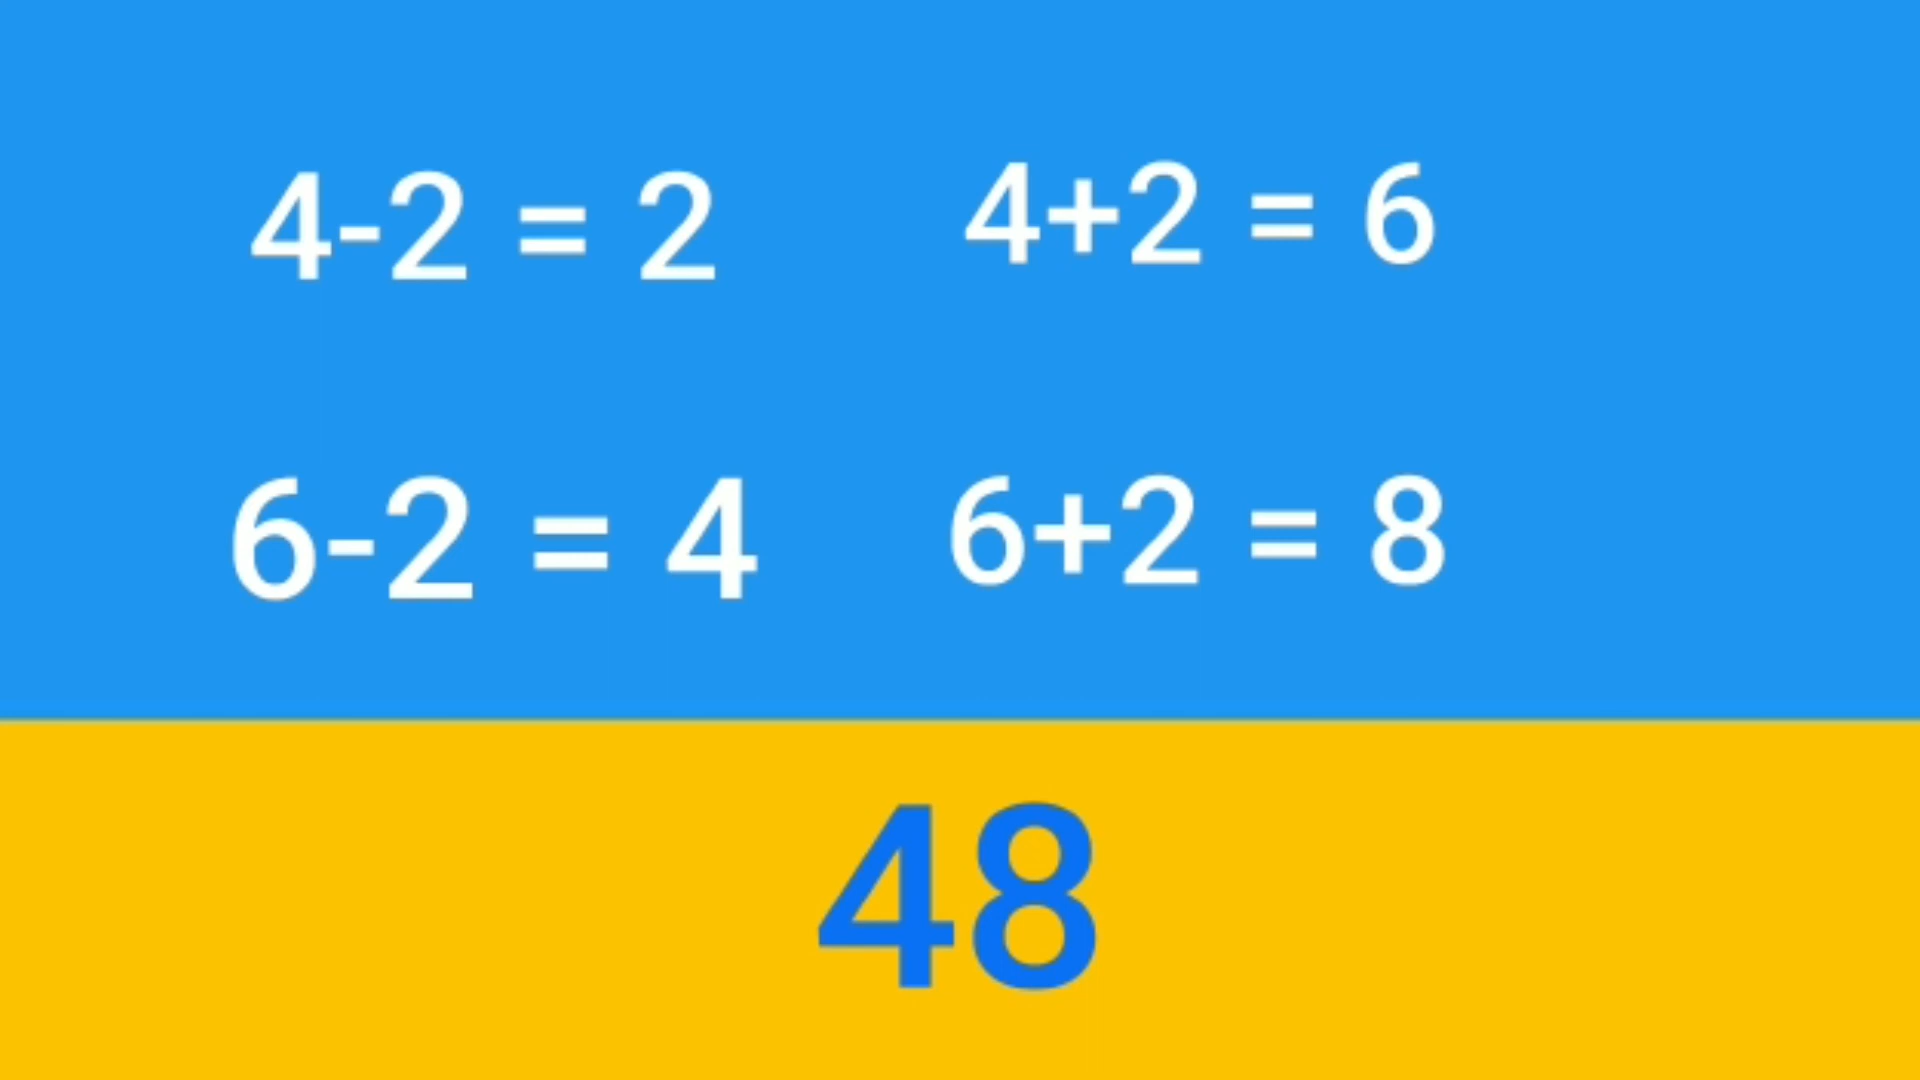 4-2 = 2
4+2 = 6
6-2 = 4
6+2 = 8
48